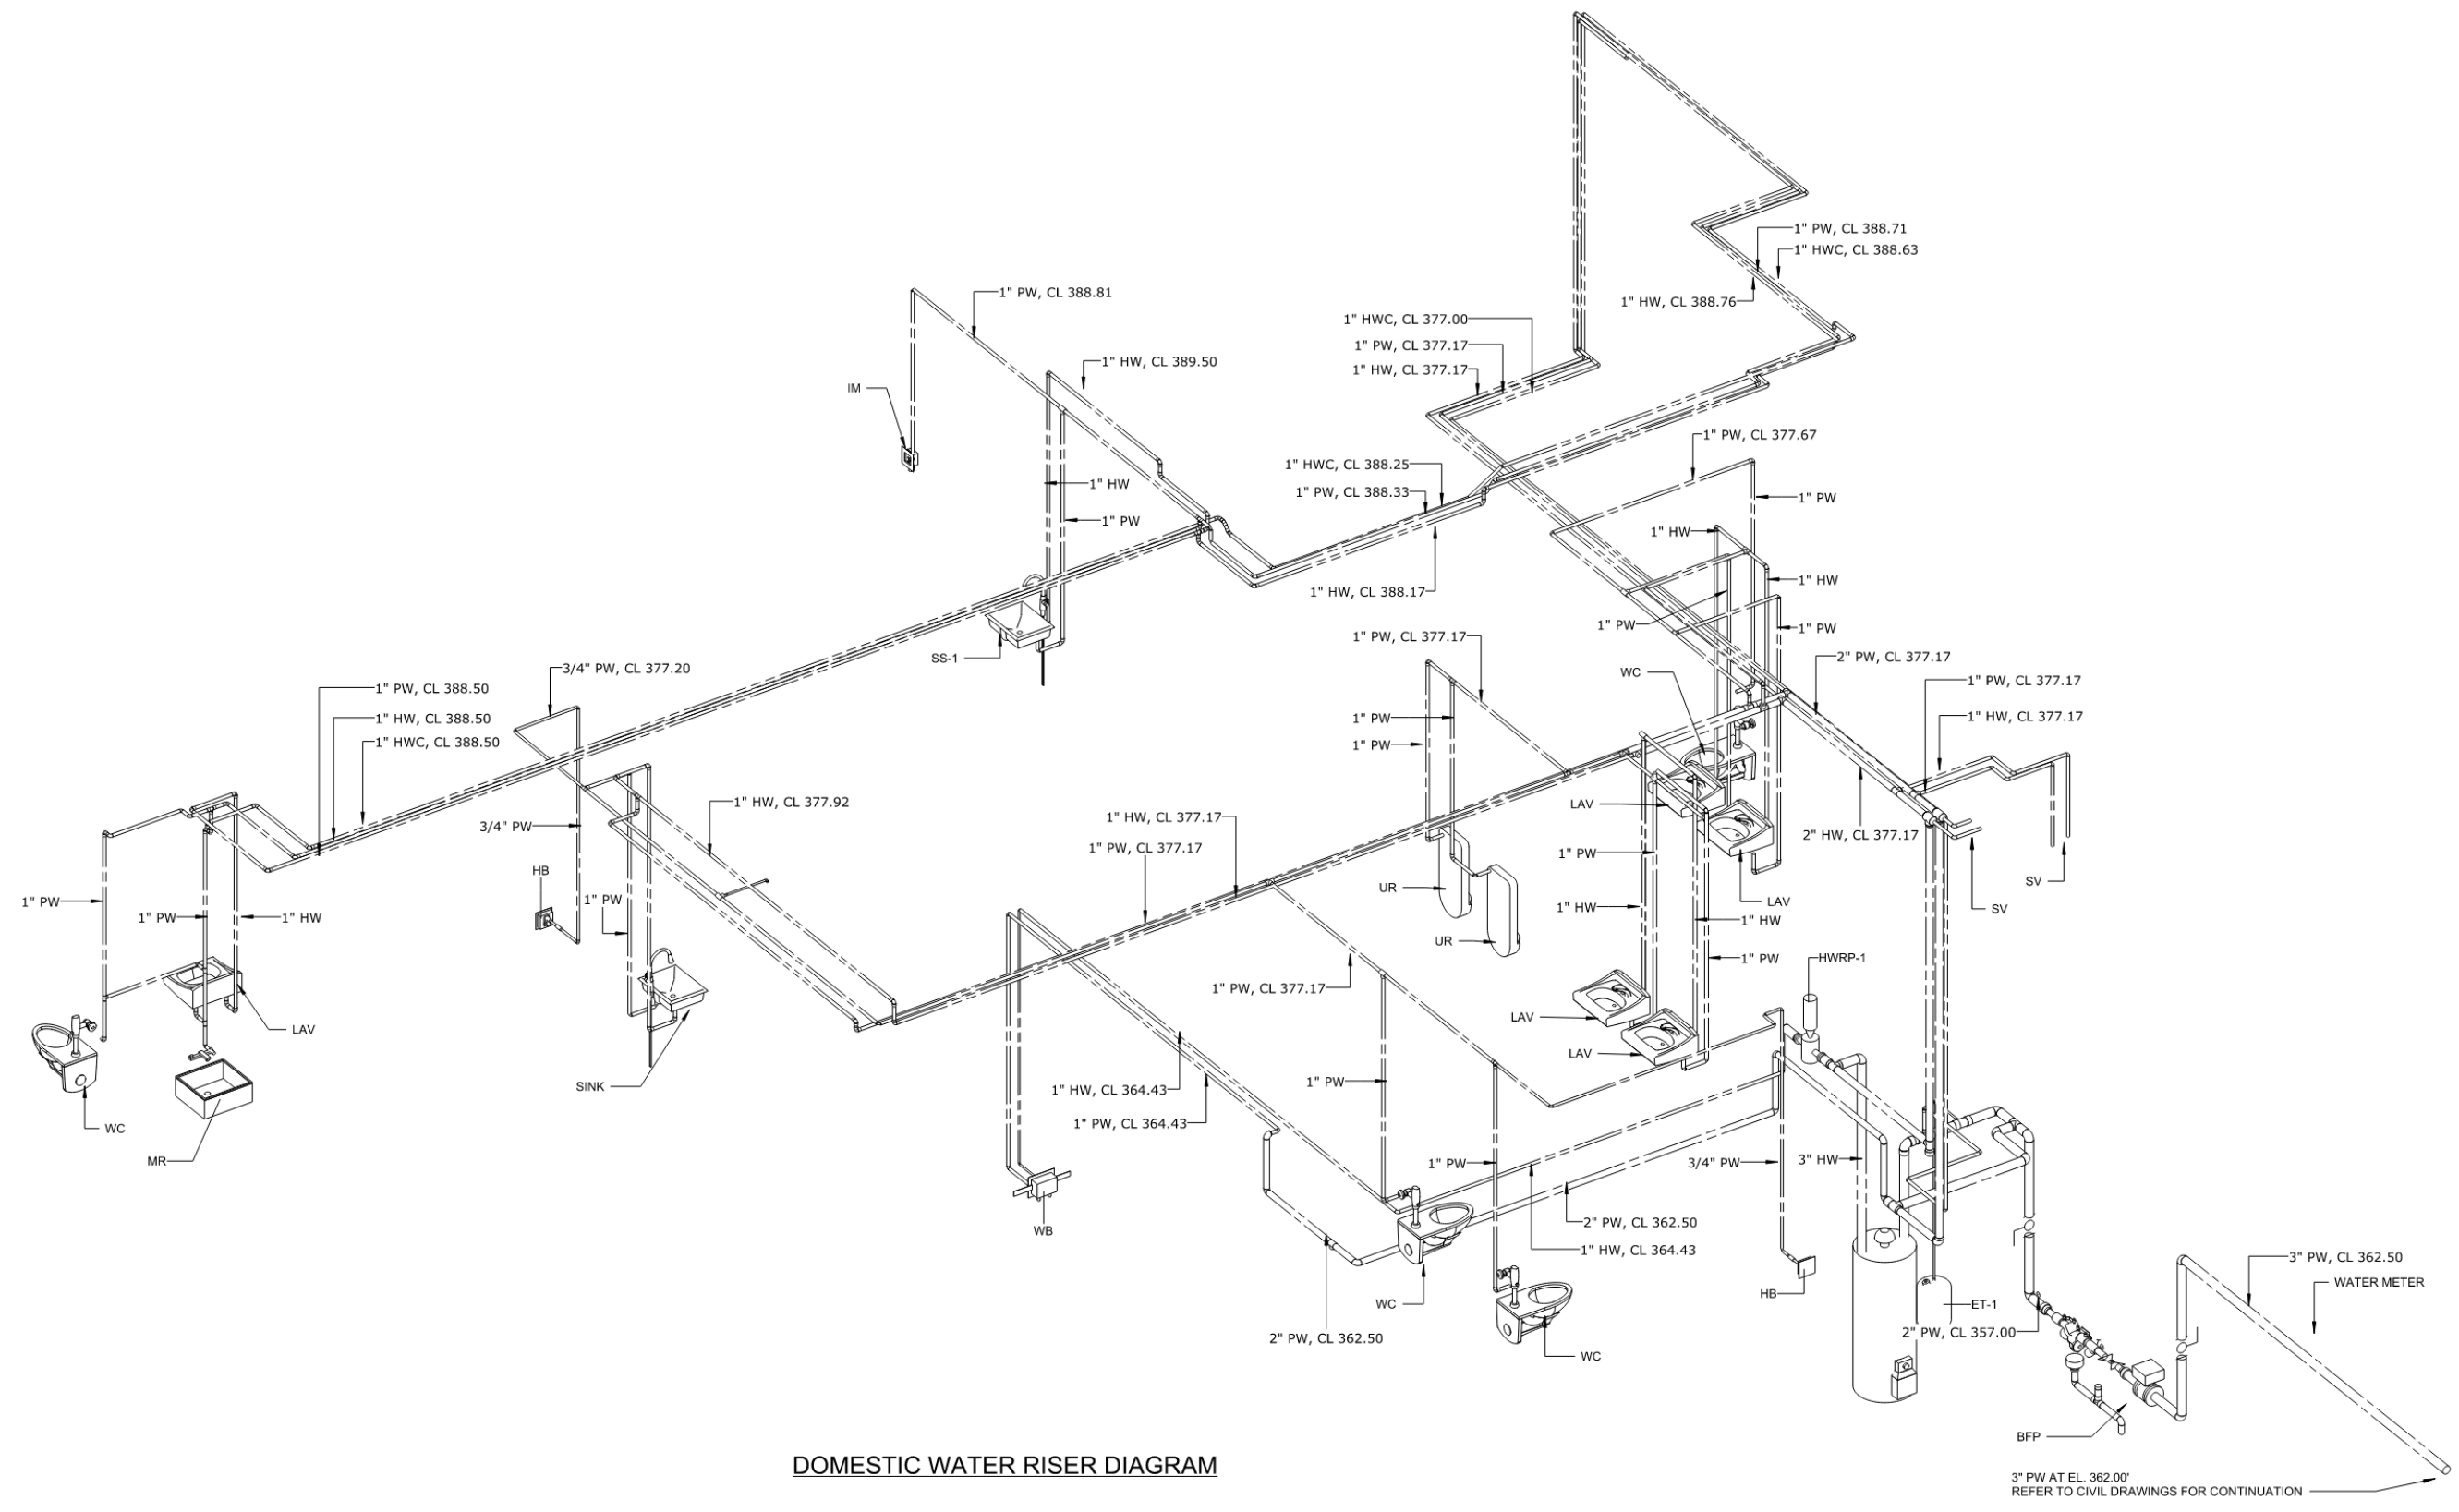 1" PW, CL 388.71
1" HWC, CL 388.63
1" PW, CL 388.81
1" HW, CL 388.76
1" HWC, CL 377.00
1" PW, CL 377.17
1" HW, CL 389.50
1" HW, CL 377.17
IM
1" PW, CL 377.67
1" HWC, CL 388.25
1" HW
1" PW, CL 388.33
1" PW
1" PW
1" HW
1" HW
1" HW, CL 388.17
1" PW
1" PW
1" PW, CL 377.17
SS-1
2" PW, CL 377.17
3/4" PW, CL 377.20
WC
1" PW, CL 377.17
1" PW, CL 388.50
1" HW, CL 377.17
1" HW, CL 388.50
1" PW
1" HWC, CL 388.50
1" PW
1" HW, CL 377.92
LAV
1" HW, CL 377.17
3/4" PW
2" HW, CL 377.17
1" PW, CL 377.17
1" PW
HB
SV
UR
1" PW
1" PW
LAV
1" HW
SV
1" PW
1" HW
1" HW
UR
1" PW
HWRP-1
1" PW, CL 377.17
LAV
LAV
LAV
SINK
1" PW
1" HW, CL 364.43
1" PW, CL 364.43
WC
MR
1" PW
3/4" PW
3" HW
2" PW, CL 362.50
WB
1" HW, CL 364.43
3" PW, CL 362.50
WATER METER
HB
WC
ET-1
2" PW, CL 362.50
2" PW, CL 357.00
WC
BFP
DOMESTIC WATER RISER DIAGRAM
3" PW AT EL. 362.00'
REFER TO CIVIL DRAWINGS FOR CONTINUATION